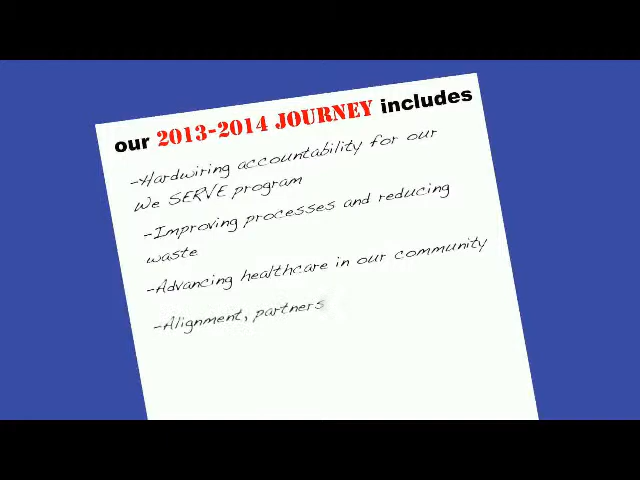 our 2013-2014 JOURNEY includes
-Hardwiring accountability for our
We SERVE program
-Improving processes and reducing
waste
-Advancing healthcare in our community
-Alignment, partners